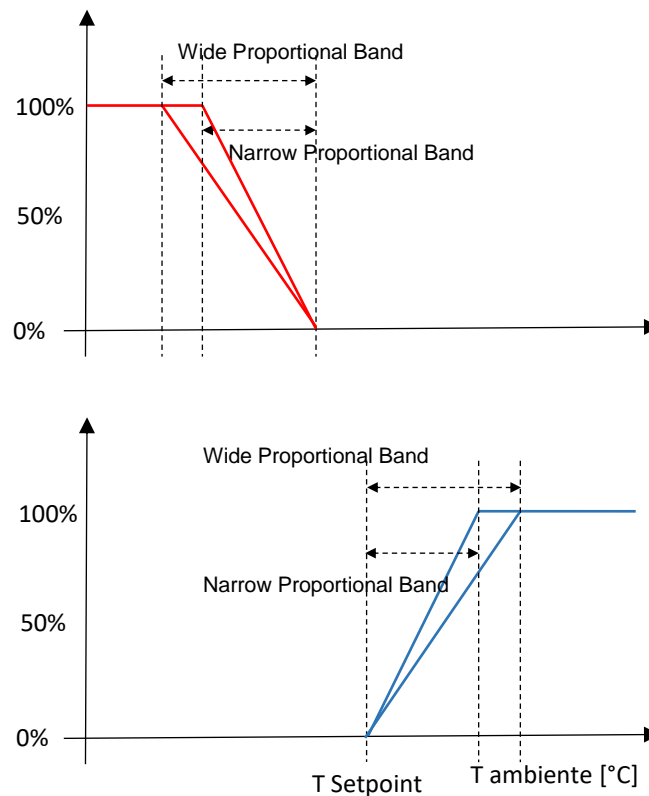 Wide Proportional Band
100%
Narrow Proportional Band
50%
0%
Wide Proportional Band
100%
Narrow Proportional Band
50%
0%
T Setpoint
T ambiente [°C]